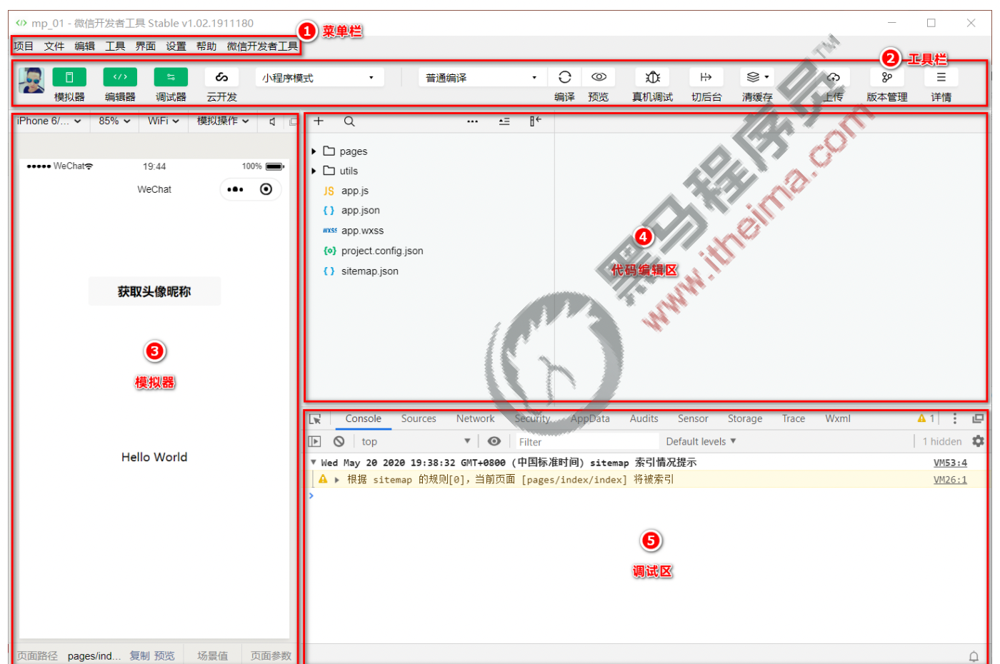 mp_01 - 微信开发者工具 Stable v1.02.1911180
1 菜单栏
项目 文件 编辑 工具 界面 设置 帮助 微信开发者工具
2 工具栏
小程序模式 普通编译
模拟器 编辑器 调试器 云开发 编译 预览 真机调试 切后台 清缓存 上传 版本管理 详情
iPhone 6/... 85% WiFi 模拟操作
WeChat 19:44 100%
WeChat
获取头像昵称
3
模拟器
Hello World
页面路径 pages/ind... 复制 预览 场景值 页面参数
pages
utils
JS app.js
{ } app.json
WXSS app.wxss
{o} project.config.json
{ } sitemap.json
4
代码编辑区
黑马程序员™
www.itheima.com
Console Sources Network Security AppData Audits Sensor Storage Trace Wxml 1
top Filter Default levels 1 hidden
Wed May 20 2020 19:38:32 GMT+0800 (中国标准时间) sitemap 索引情况提示 VM53:4
根据 sitemap 的规则[0]，当前页面 [pages/index/index] 将被索引 VM26:1
5
调试区